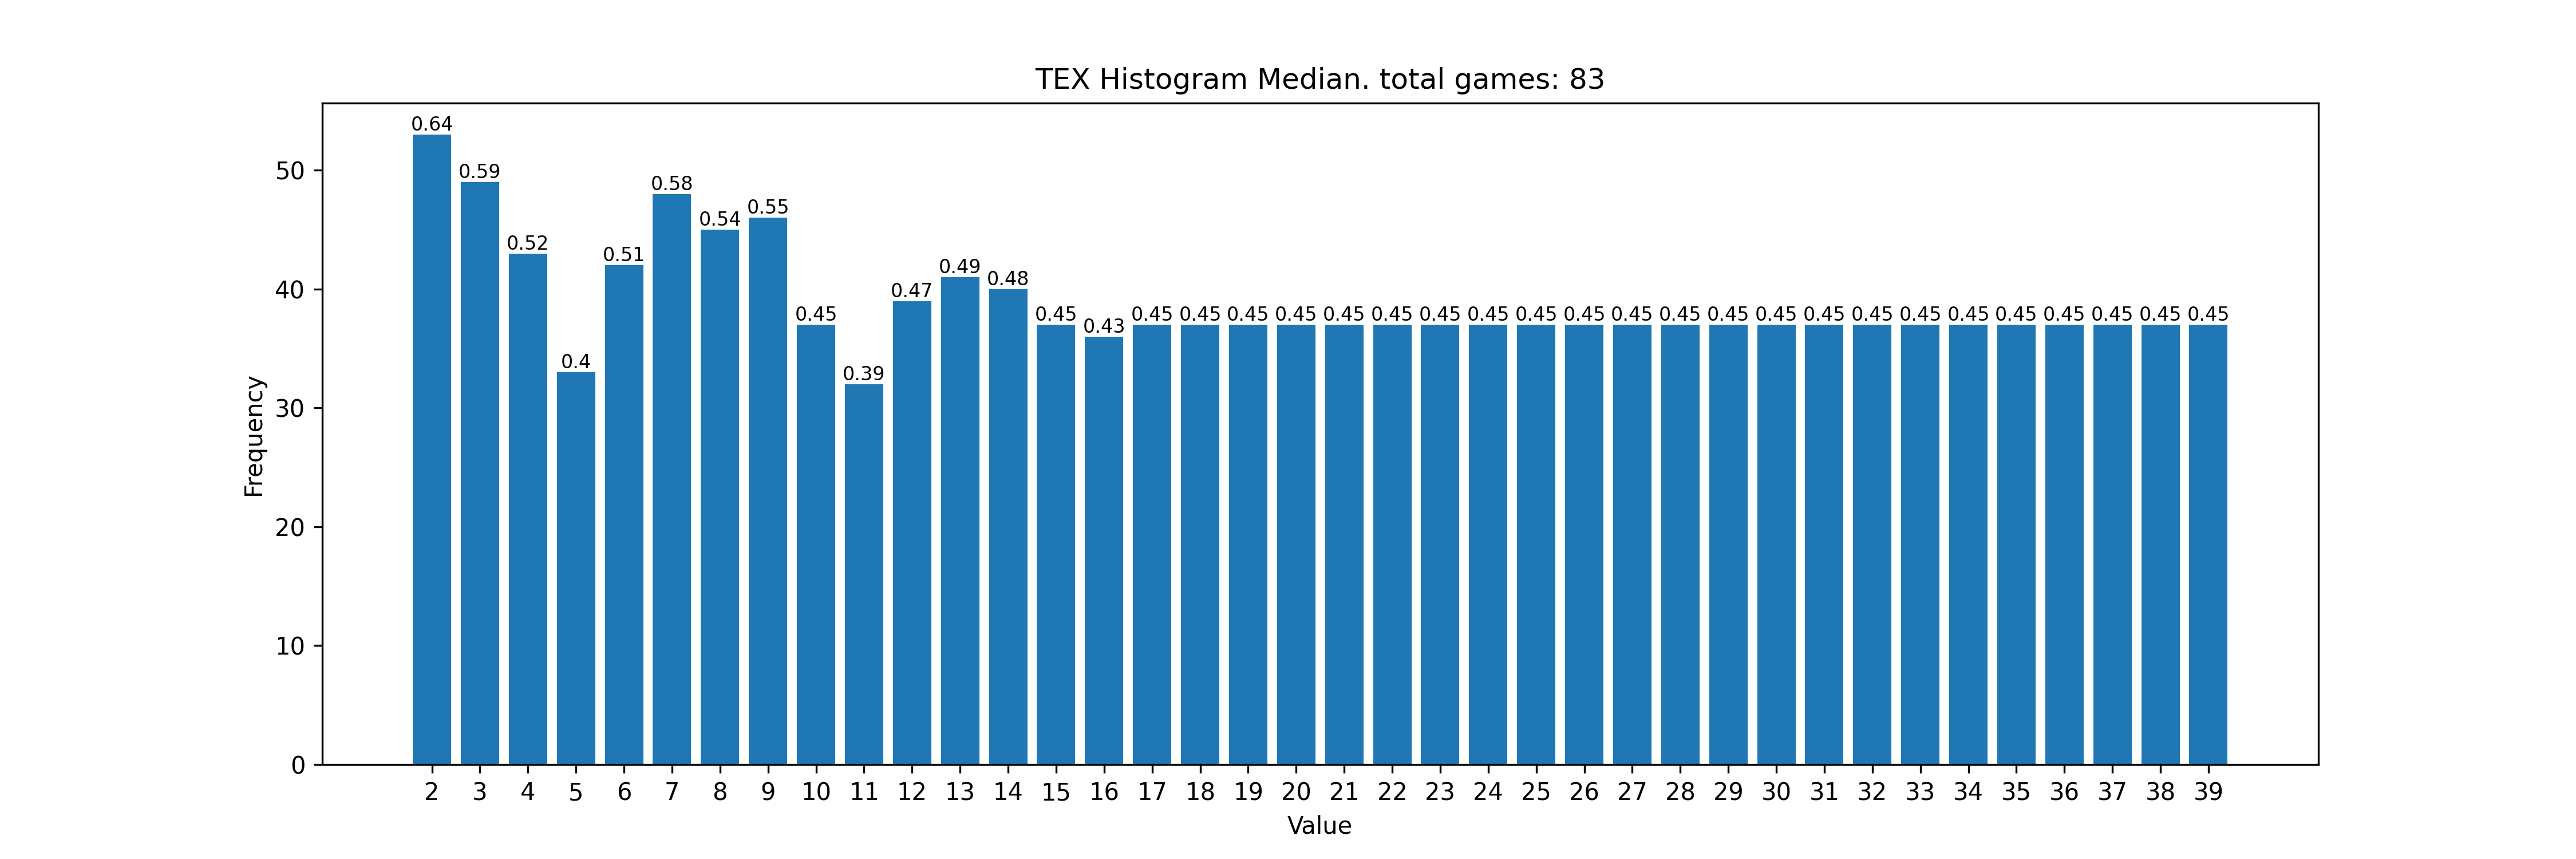 TEX Histogram Median. total games: 83
0.64 0.59 0.52 0.4 0.51 0.58 0.54 0.55 0.45 0.39 0.47 0.49 0.48 0.45 0.43 0.45 0.45 0.45 0.45 0.45 0.45 0.45 0.45 0.45 0.45 0.45 0.45 0.45 0.45 0.45 0.45 0.45 0.45 0.45 0.45 0.45 0.45 0.45
50
40
30
20
10
0
Frequency
2 3 4 5 6 7 8 9 10 11 12 13 14 15 16 17 18 19 20 21 22 23 24 25 26 27 28 29 30 31 32 33 34 35 36 37 38 39
Value